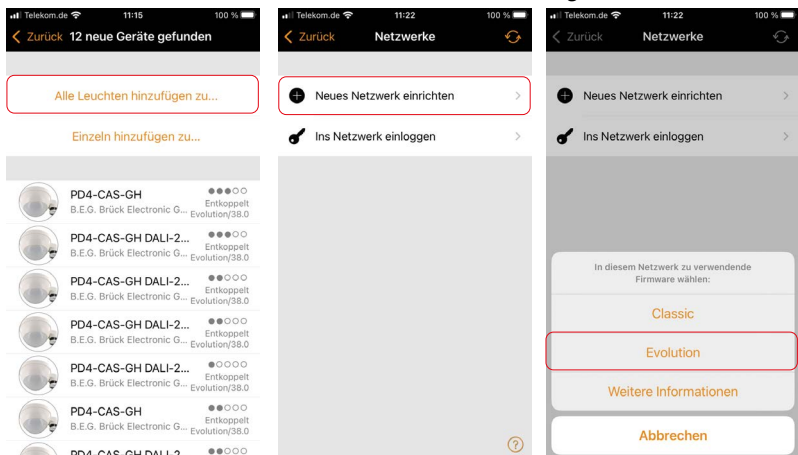 Telekom.de 11:15 100 %
Zurück 12 neue Geräte gefunden
Alle Leuchten hinzufügen zu...
Einzeln hinzufügen zu...
PD4-CAS-GH
B.E.G. Brück Electronic G... Entkoppelt
Evolution/38.0
PD4-CAS-GH DALI-2...
B.E.G. Brück Electronic G... Entkoppelt
Evolution/38.0
PD4-CAS-GH DALI-2...
B.E.G. Brück Electronic G... Entkoppelt
Evolution/38.0
PD4-CAS-GH DALI-2...
B.E.G. Brück Electronic G... Entkoppelt
Evolution/38.0
PD4-CAS-GH DALI-2...
B.E.G. Brück Electronic G... Entkoppelt
Evolution/38.0
PD4-CAS-GH
B.E.G. Brück Electronic G... Entkoppelt
Evolution/38.0
PD4-CAS-GH DALI-2
Telekom.de 11:22 100 %
Zurück Netzwerke
Neues Netzwerk einrichten
Ins Netzwerk einloggen
?
Telekom.de 11:22 100 %
Zurück Netzwerke
Neues Netzwerk einrichten
Ins Netzwerk einloggen
In diesem Netzwerk zu verwendende
Firmware wählen:
Classic
Evolution
Weitere Informationen
Abbrechen